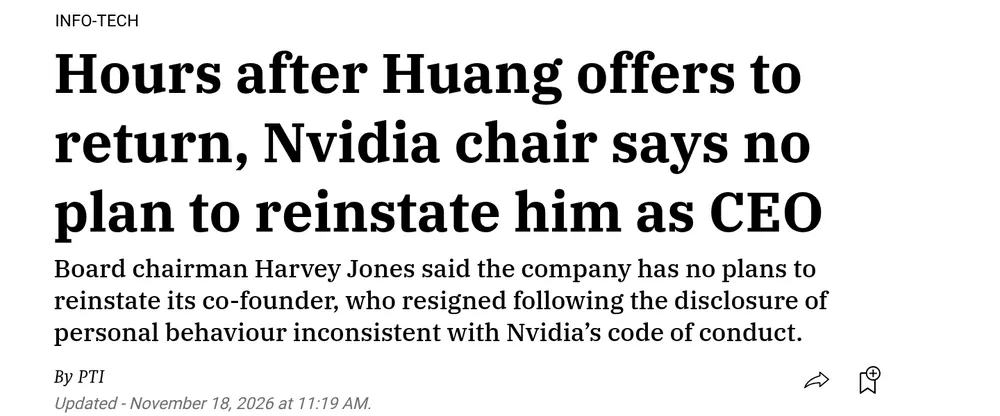 INFO-TECH
Hours after Huang offers to
return, Nvidia chair says no
plan to reinstate him as CEO
Board chairman Harvey Jones said the company has no plans to
reinstate its co-founder, who resigned following the disclosure of
personal behaviour inconsistent with Nvidia’s code of conduct.
By PTI
Updated - November 18, 2026 at 11:19 AM.